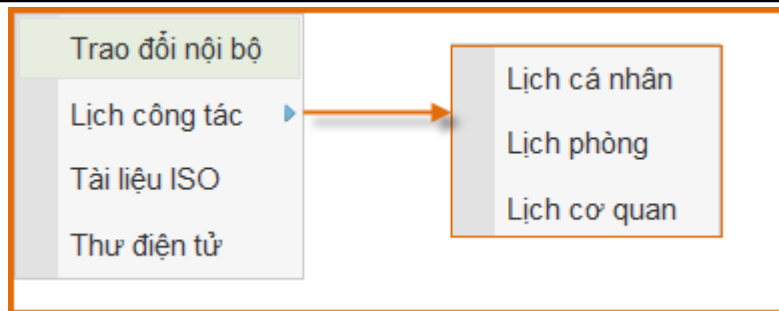 Trao đổi nội bộ
Lịch công tác
Tài liệu ISO
Thư điện tử
Lịch cá nhân
Lịch phòng
Lịch cơ quan